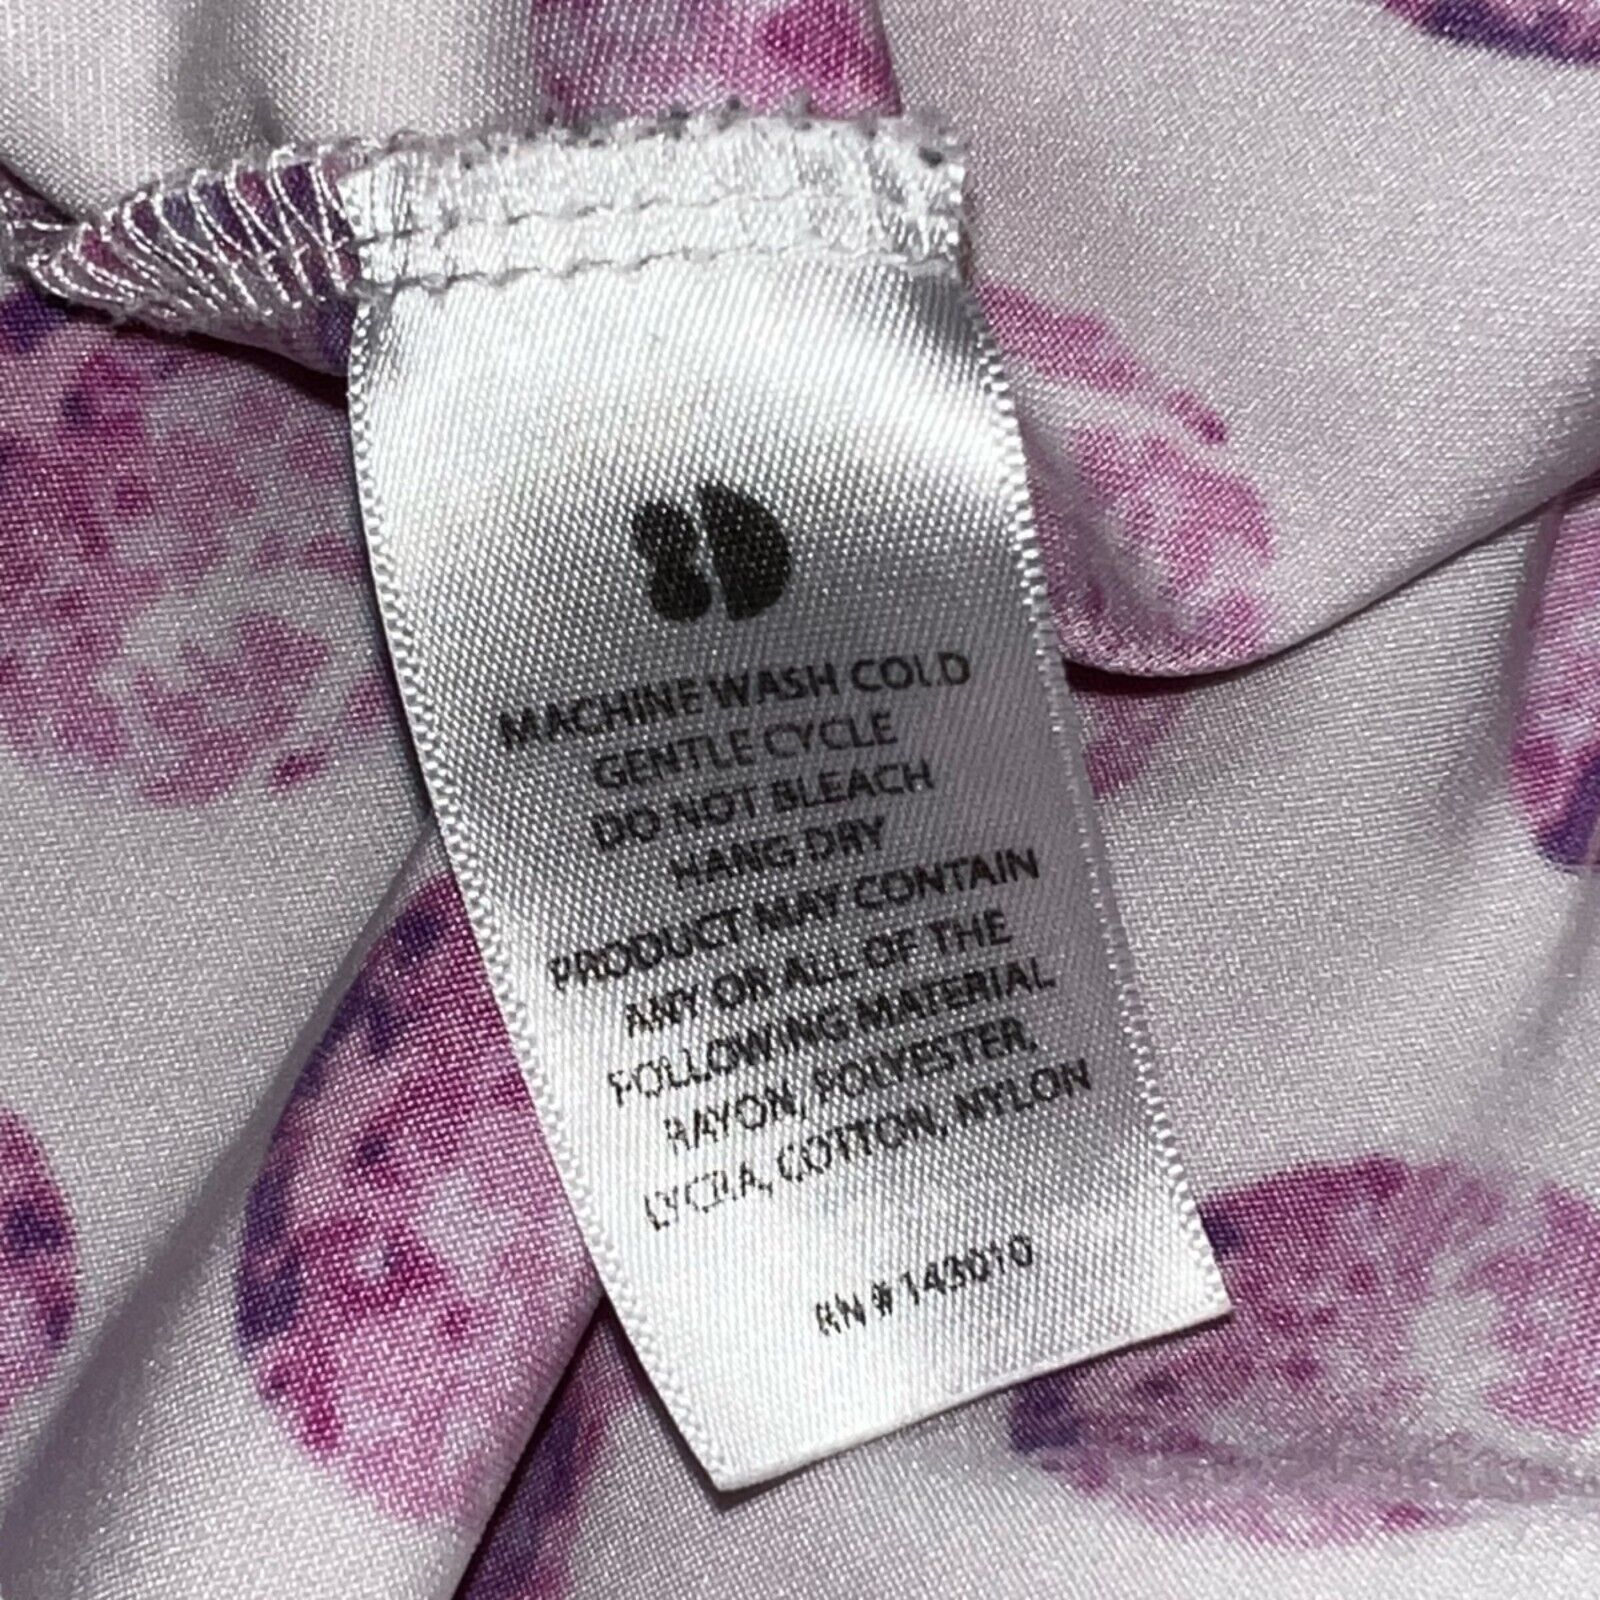 MACHINE WASH COLD
GENTLE CYCLE
DO NOT BLEACH
HANG DRY
PRODUCT MAY CONTAIN
ANY OR ALL OF THE
FOLLOWING MATERIAL
RAYON, POLYESTER,
LYCRA, COTTON, NYLON
RN # 143010